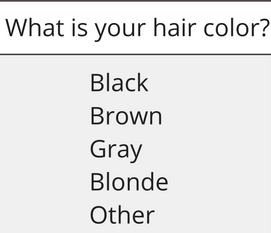 What is your hair color?
Black
Brown
Gray
Blonde
Other